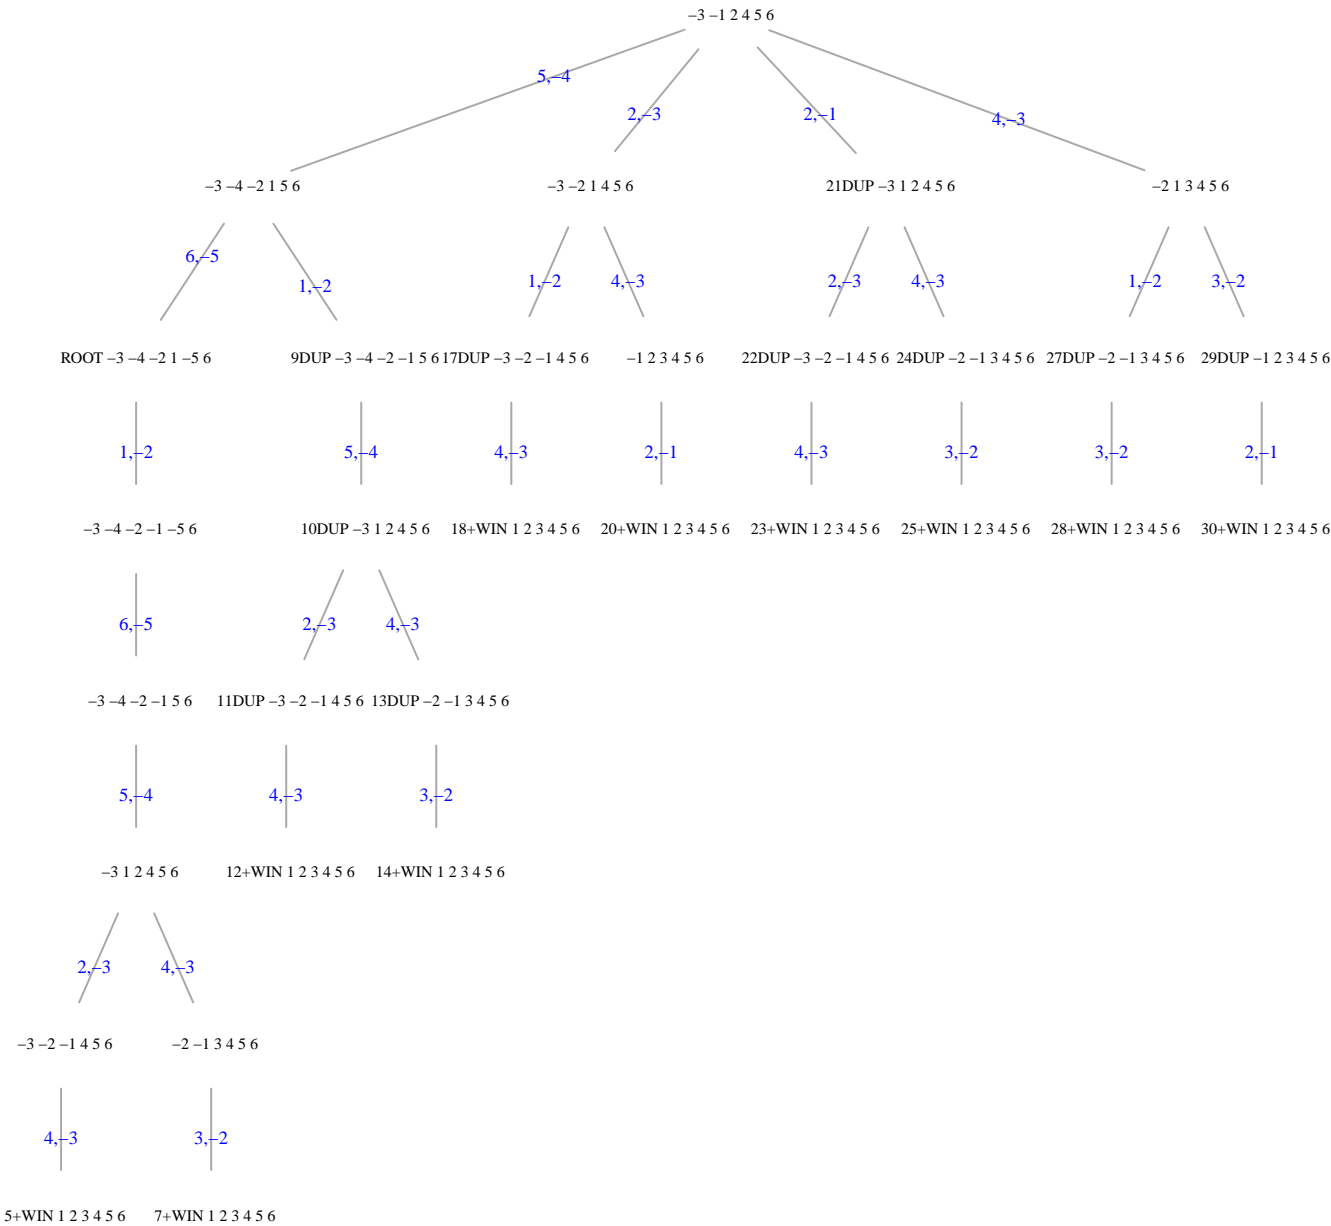 −3 −1 2 4 5 6
5,−4
2,−3
2,−1
4,−3
−3 −4 −2 1 5 6
−3 −2 1 4 5 6
21DUP −3 1 2 4 5 6
−2 1 3 4 5 6
6,−5
1,−2
1,−2
4,−3
2,−3
4,−3
1,−2
3,−2
ROOT −3 −4 −2 1 −5 6
9DUP −3 −4 −2 −1 5 6
17DUP −3 −2 −1 4 5 6
−1 2 3 4 5 6
22DUP −3 −2 −1 4 5 6
24DUP −2 −1 3 4 5 6
27DUP −2 −1 3 4 5 6
29DUP −1 2 3 4 5 6
1,−2
5,−4
4,−3
2,−1
4,−3
3,−2
3,−2
2,−1
−3 −4 −2 −1 −5 6
10DUP −3 1 2 4 5 6
18+WIN 1 2 3 4 5 6
20+WIN 1 2 3 4 5 6
23+WIN 1 2 3 4 5 6
25+WIN 1 2 3 4 5 6
28+WIN 1 2 3 4 5 6
30+WIN 1 2 3 4 5 6
6,−5
2,−3
4,−3
−3 −4 −2 −1 5 6
11DUP −3 −2 −1 4 5 6
13DUP −2 −1 3 4 5 6
5,−4
4,−3
3,−2
−3 1 2 4 5 6
12+WIN 1 2 3 4 5 6
14+WIN 1 2 3 4 5 6
2,−3
4,−3
−3 −2 −1 4 5 6
−2 −1 3 4 5 6
4,−3
3,−2
5+WIN 1 2 3 4 5 6
7+WIN 1 2 3 4 5 6